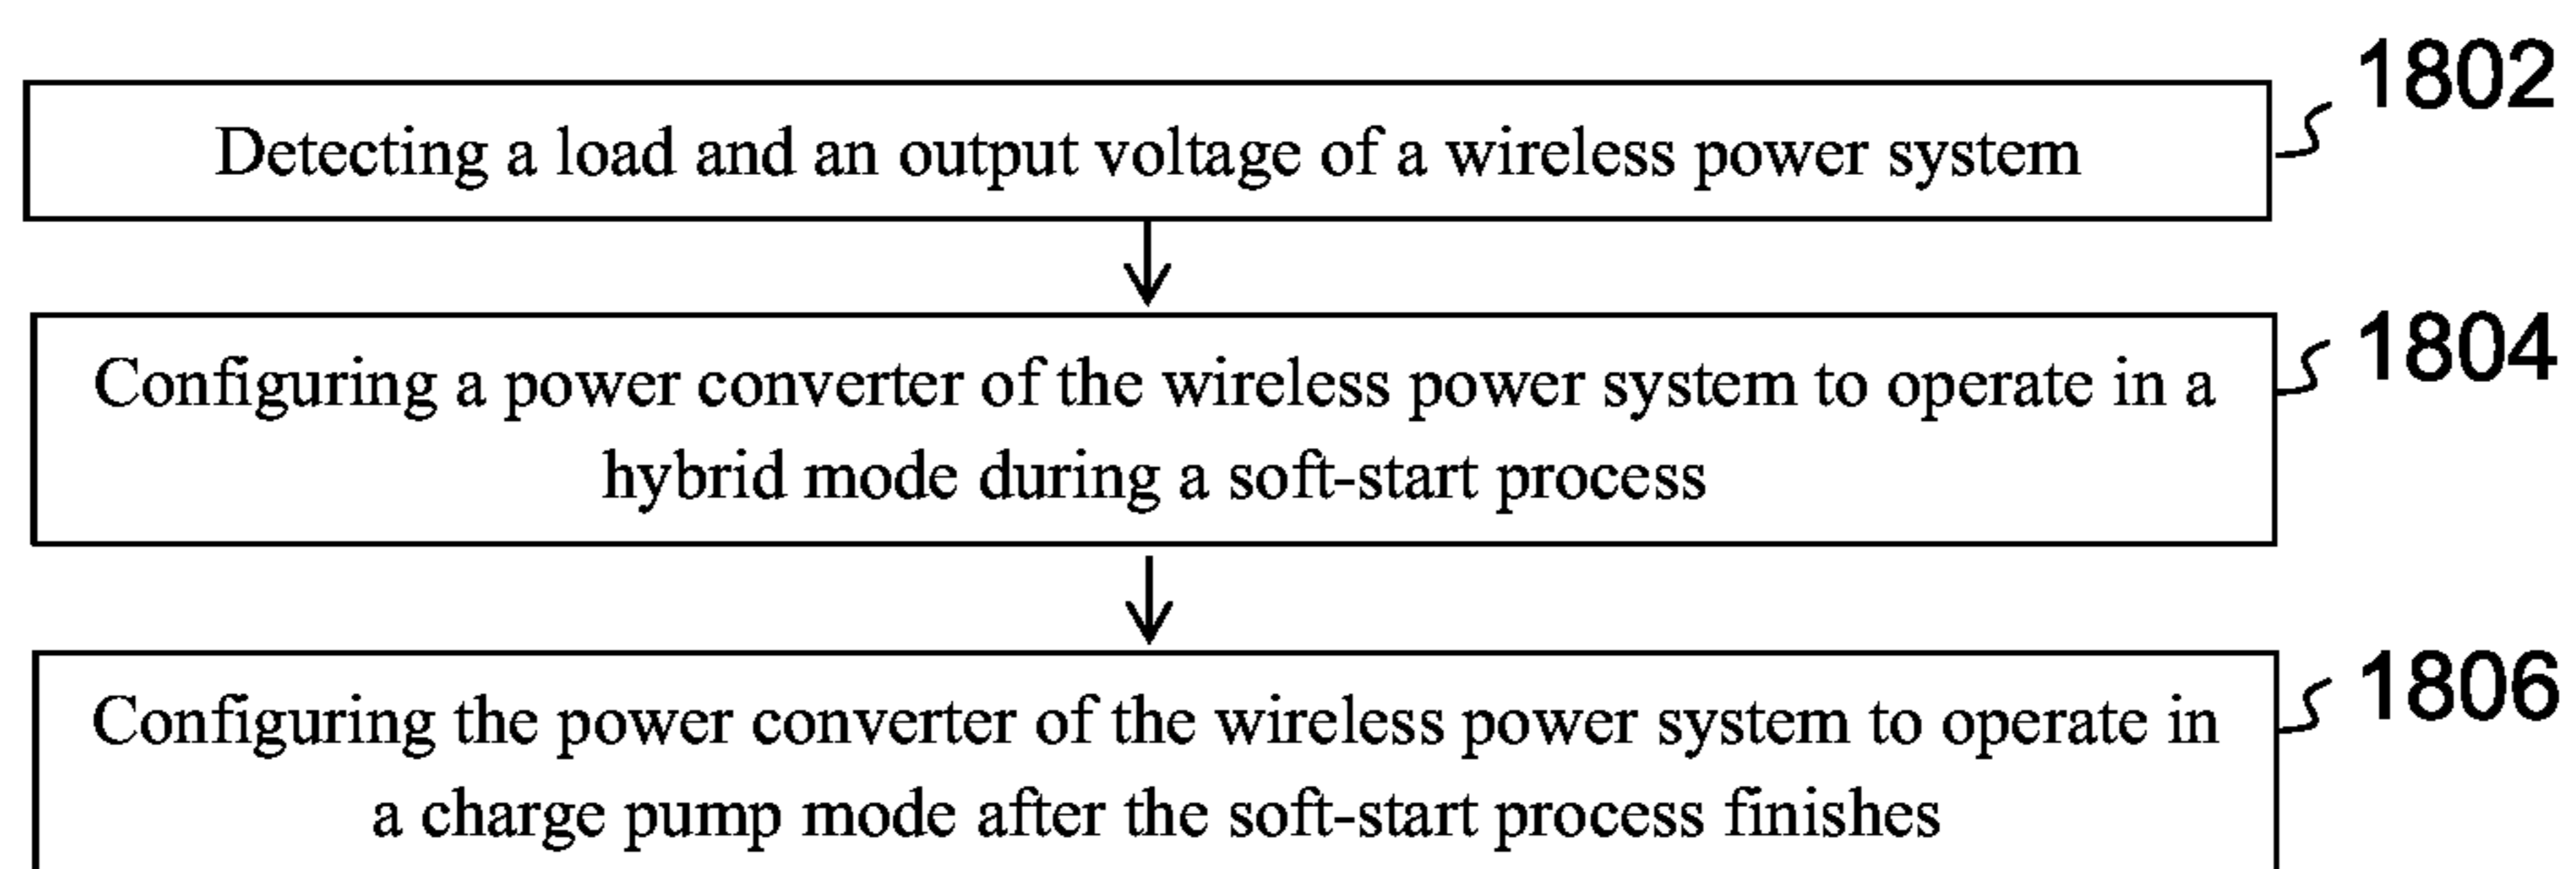 1802
Detecting a load and an output voltage of a wireless power system
1804
Configuring a power converter of the wireless power system to operate in a
hybrid mode during a soft-start process
1806
Configuring the power converter of the wireless power system to operate in
a charge pump mode after the soft-start process finishes